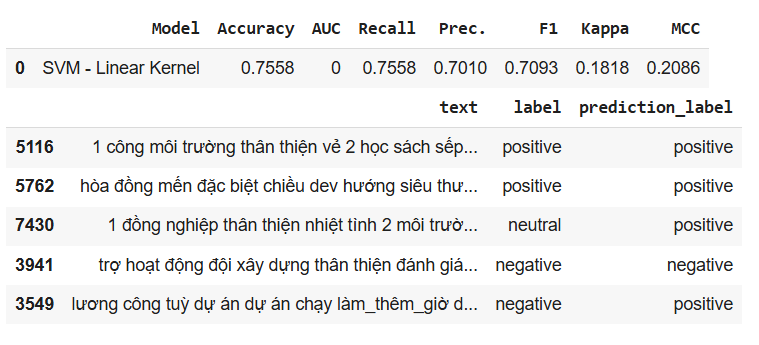 Model Accuracy AUC Recall Prec. F1 Kappa MCC
0 SVM - Linear Kernel 0.7558 0 0.7558 0.7010 0.7093 0.1818 0.2086
text label prediction_label
5116 1 công môi trường thân thiện vẻ 2 học sách sếp... positive positive
5762 hòa đồng mến đặc biệt chiều dev hướng siêu thư... positive positive
7430 1 đồng nghiệp thân thiện nhiệt tình 2 môi trườ... neutral positive
3941 trợ hoạt động đội xây dựng thân thiện đánh giá... negative negative
3549 lương công tuỳ dự án dự án chạy làm_thêm_giờ d... negative positive